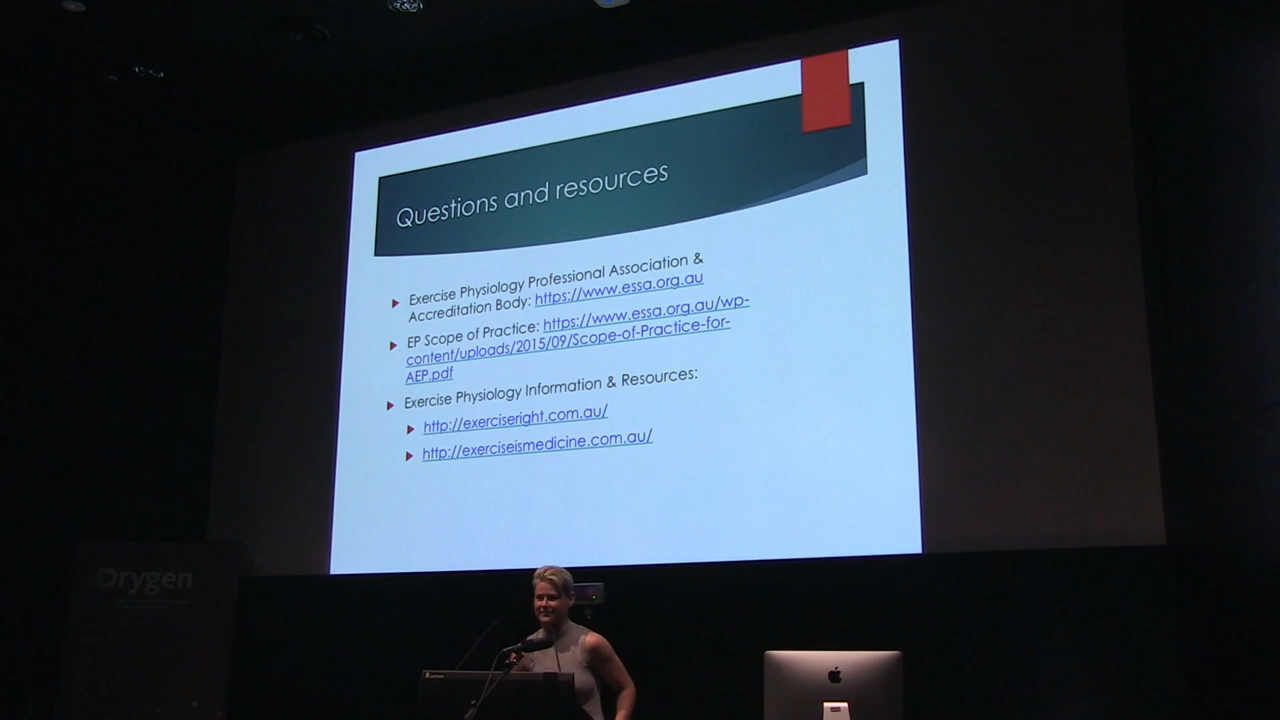 Questions and resources
Exercise Physiology Professional Association &
Accreditation Body: https://www.essa.org.au
EP Scope of Practice: https://www.essa.org.au/wp-
content/uploads/2015/09/Scope-of-Practice-for-
AEP.pdf
Exercise Physiology Information & Resources:
http://exerciseright.com.au/
http://exerciseismedicine.com.au/
Orygen